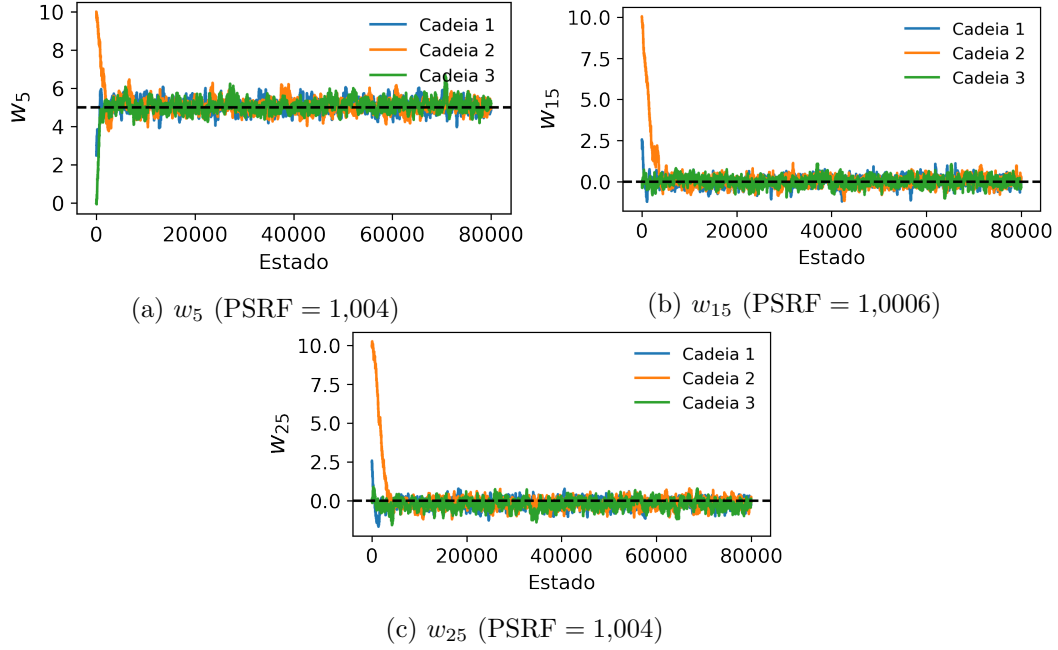 10
8
6
4
2
0
w₅
0
20000
40000
60000
80000
Estado
Cadeia 1
Cadeia 2
Cadeia 3
(a) w₅ (PSRF = 1,004)
10.0
7.5
5.0
2.5
0.0
w₁₅
0
20000
40000
60000
80000
Estado
Cadeia 1
Cadeia 2
Cadeia 3
(b) w₁₅ (PSRF = 1,0006)
10.0
7.5
5.0
2.5
0.0
w₂₅
0
20000
40000
60000
80000
Estado
Cadeia 1
Cadeia 2
Cadeia 3
(c) w₂₅ (PSRF = 1,004)